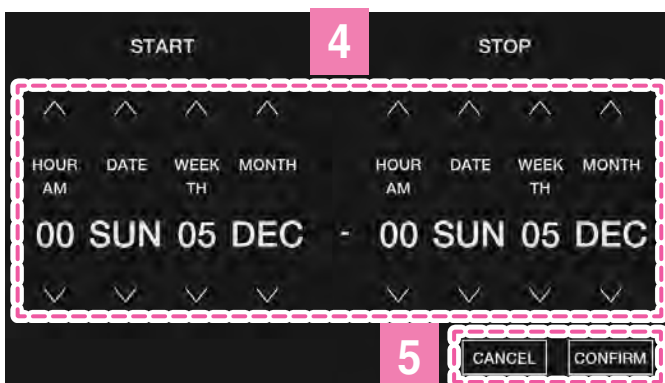 START 4 STOP
HOUR DATE WEEK MONTH HOUR DATE WEEK MONTH
AM TH AM TH
00 SUN 05 DEC - 00 SUN 05 DEC
5 CANCEL CONFIRM